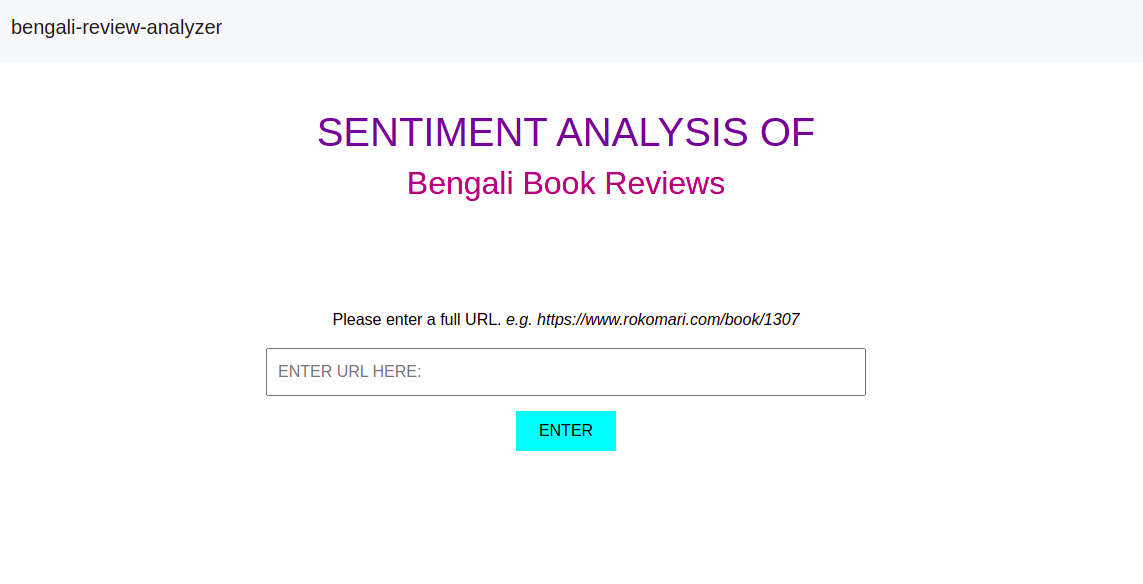 bengali-review-analyzer
SENTIMENT ANALYSIS OF
Bengali Book Reviews
Please enter a full URL. e.g. https://www.rokomari.com/book/1307
ENTER URL HERE:
ENTER